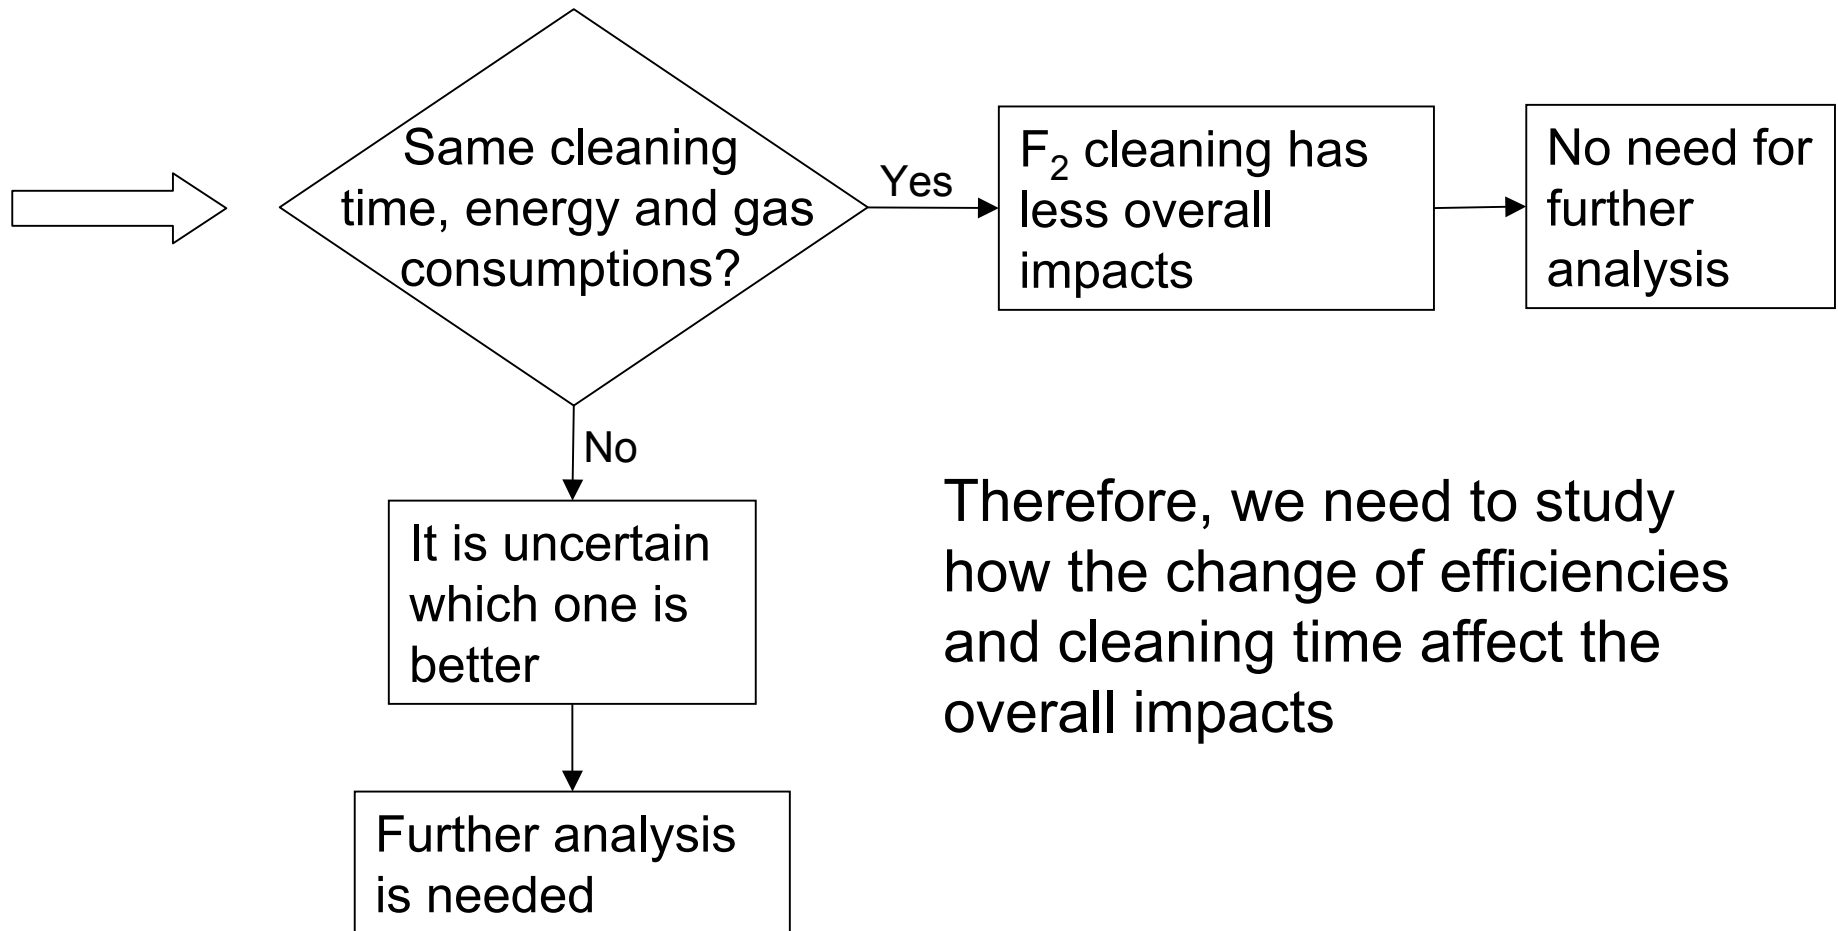 Same cleaning
time, energy and gas
consumptions?
Yes
F₂ cleaning has
less overall
impacts
No need for
further
analysis
No
It is uncertain
which one is
better
Further analysis
is needed
Therefore, we need to study
how the change of efficiencies
and cleaning time affect the
overall impacts